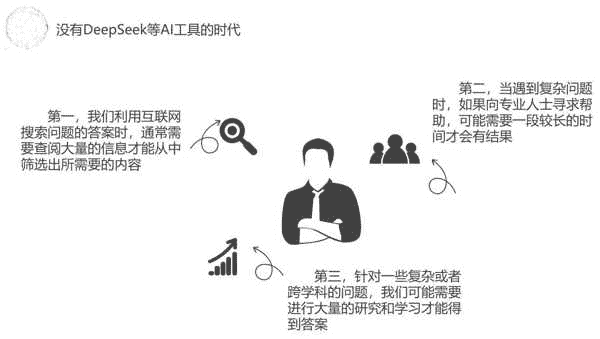 没有DeepSeek等AI工具的时代
第一，我们利用互联网
搜索问题的答案时，通常需
要查阅大量的信息才能从中
筛选出所需要的内容
第二，当遇到复杂问题
时，如果向专业人士寻求帮
助，可能需要一段较长的时
间才会有结果
第三，针对一些复杂或者
跨学科的问题，我们可能需要
进行大量的研究和学习才能得
到答案